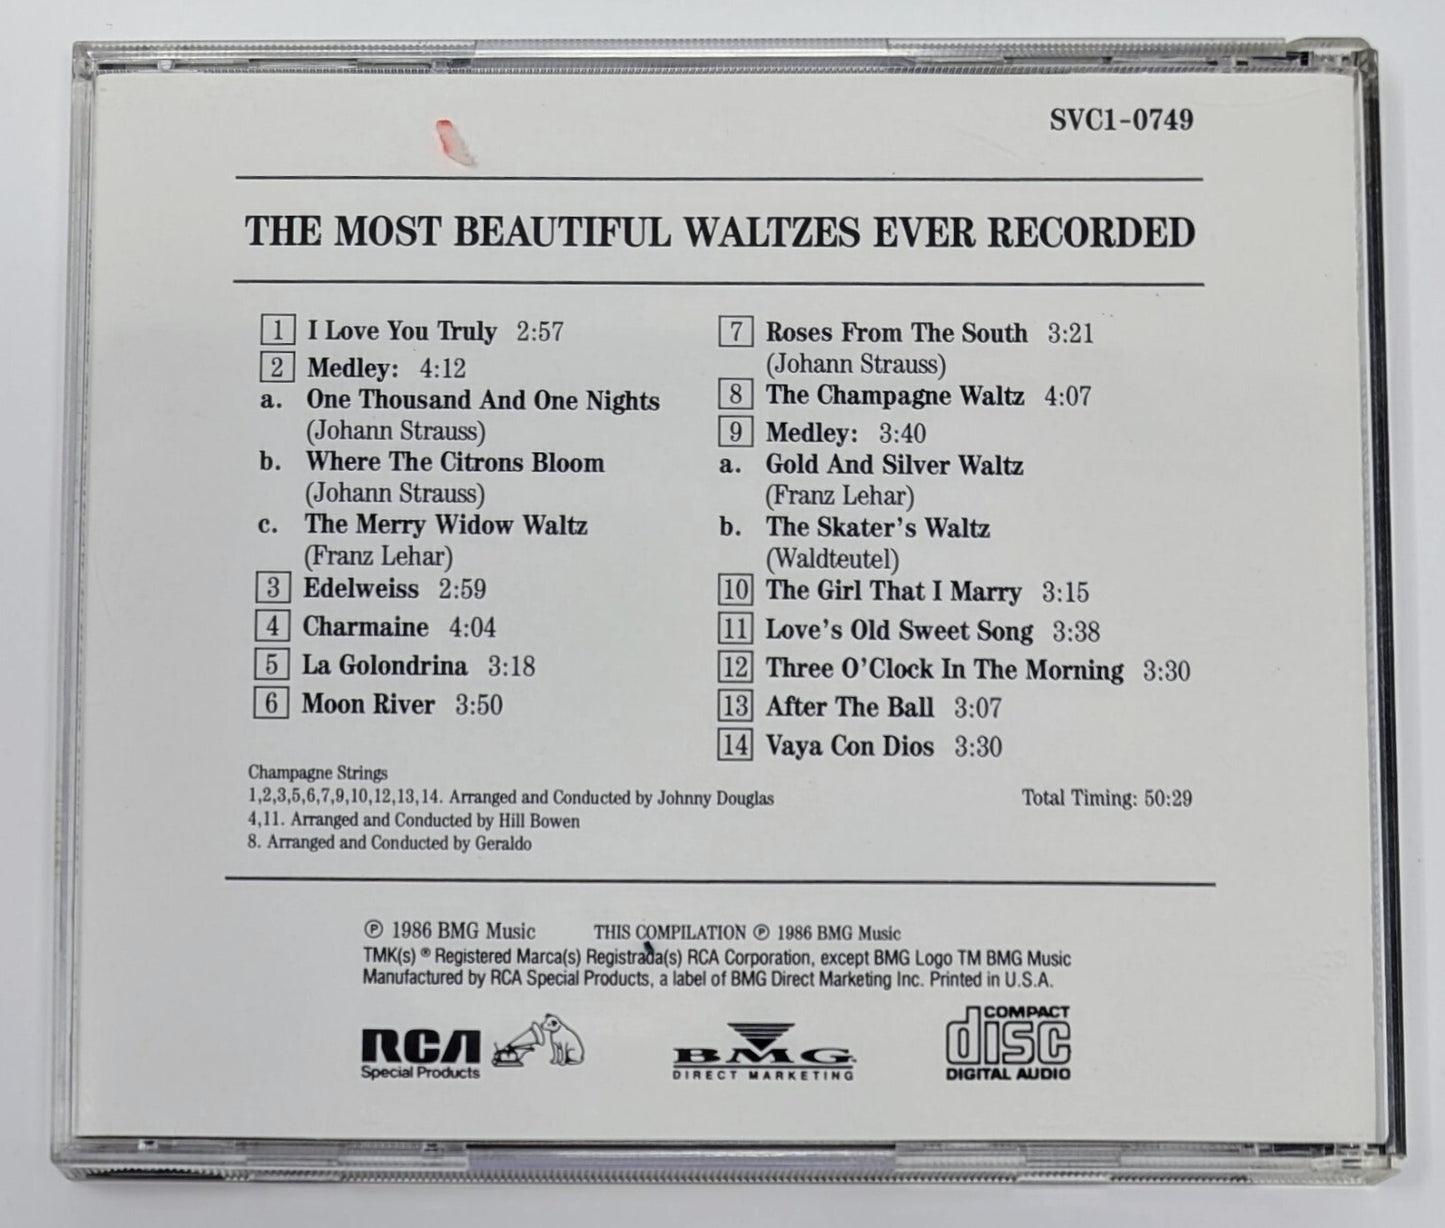 SVC1-0749
THE MOST BEAUTIFUL WALTZES EVER RECORDED
1 I Love You Truly 2:57
2 Medley: 4:12
a. One Thousand And One Nights
(Johann Strauss)
b. Where The Citrons Bloom
(Johann Strauss)
c. The Merry Widow Waltz
(Franz Lehar)
3 Edelweiss 2:59
4 Charmaine 4:04
5 La Golondrina 3:18
6 Moon River 3:50
7 Roses From The South 3:21
(Johann Strauss)
8 The Champagne Waltz 4:07
9 Medley: 3:40
a. Gold And Silver Waltz
(Franz Lehar)
b. The Skater's Waltz
(Waldteutel)
10 The Girl That I Marry 3:15
11 Love's Old Sweet Song 3:38
12 Three O'Clock In The Morning 3:30
13 After The Ball 3:07
14 Vaya Con Dios 3:30
Champagne Strings
1,2,3,5,6,7,9,10,12,13,14. Arranged and Conducted by Johnny Douglas
4,11. Arranged and Conducted by Hill Bowen
8. Arranged and Conducted by Geraldo
Total Timing: 50:29
℗ 1986 BMG Music THIS COMPILATION ℗ 1986 BMG Music
TMK(s) ® Registered Marca(s) Registrada(s) RCA Corporation, except BMG Logo TM BMG Music
Manufactured by RCA Special Products, a label of BMG Direct Marketing Inc. Printed in U.S.A.
RCA
Special Products
BMG
DIRECT MARKETING
COMPACT
disc
DIGITAL AUDIO